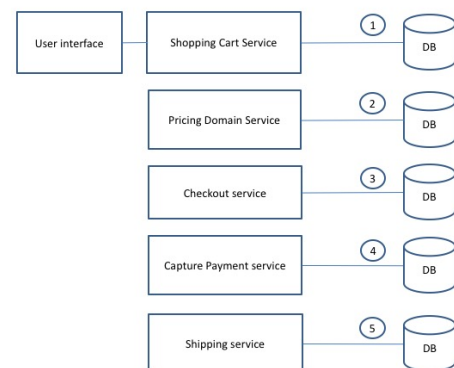 1
User interface
Shopping Cart Service
DB
2
Pricing Domain Service
DB
3
Checkout service
DB
4
Capture Payment service
DB
5
Shipping service
DB